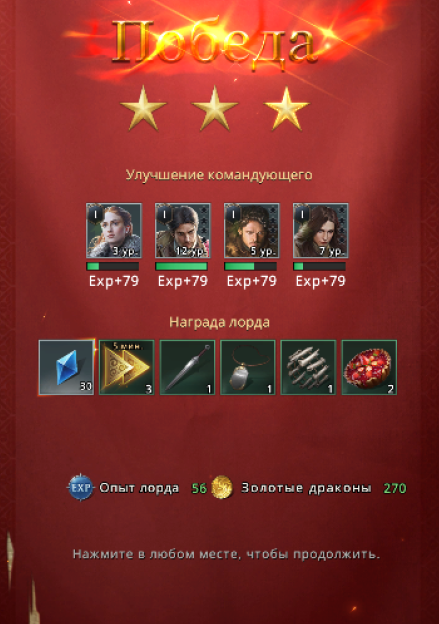 Победа
Улучшение командующего
I I I I
3 ур. 12 ур. 5 ур. 7 ур.
Exp+79 Exp+79 Exp+79 Exp+79
Награда лорда
5 мин.
30 3 1 1 1 2
EXP Опыт лорда 56 Золотые драконы 270
Нажмите в любом месте, чтобы продолжить.